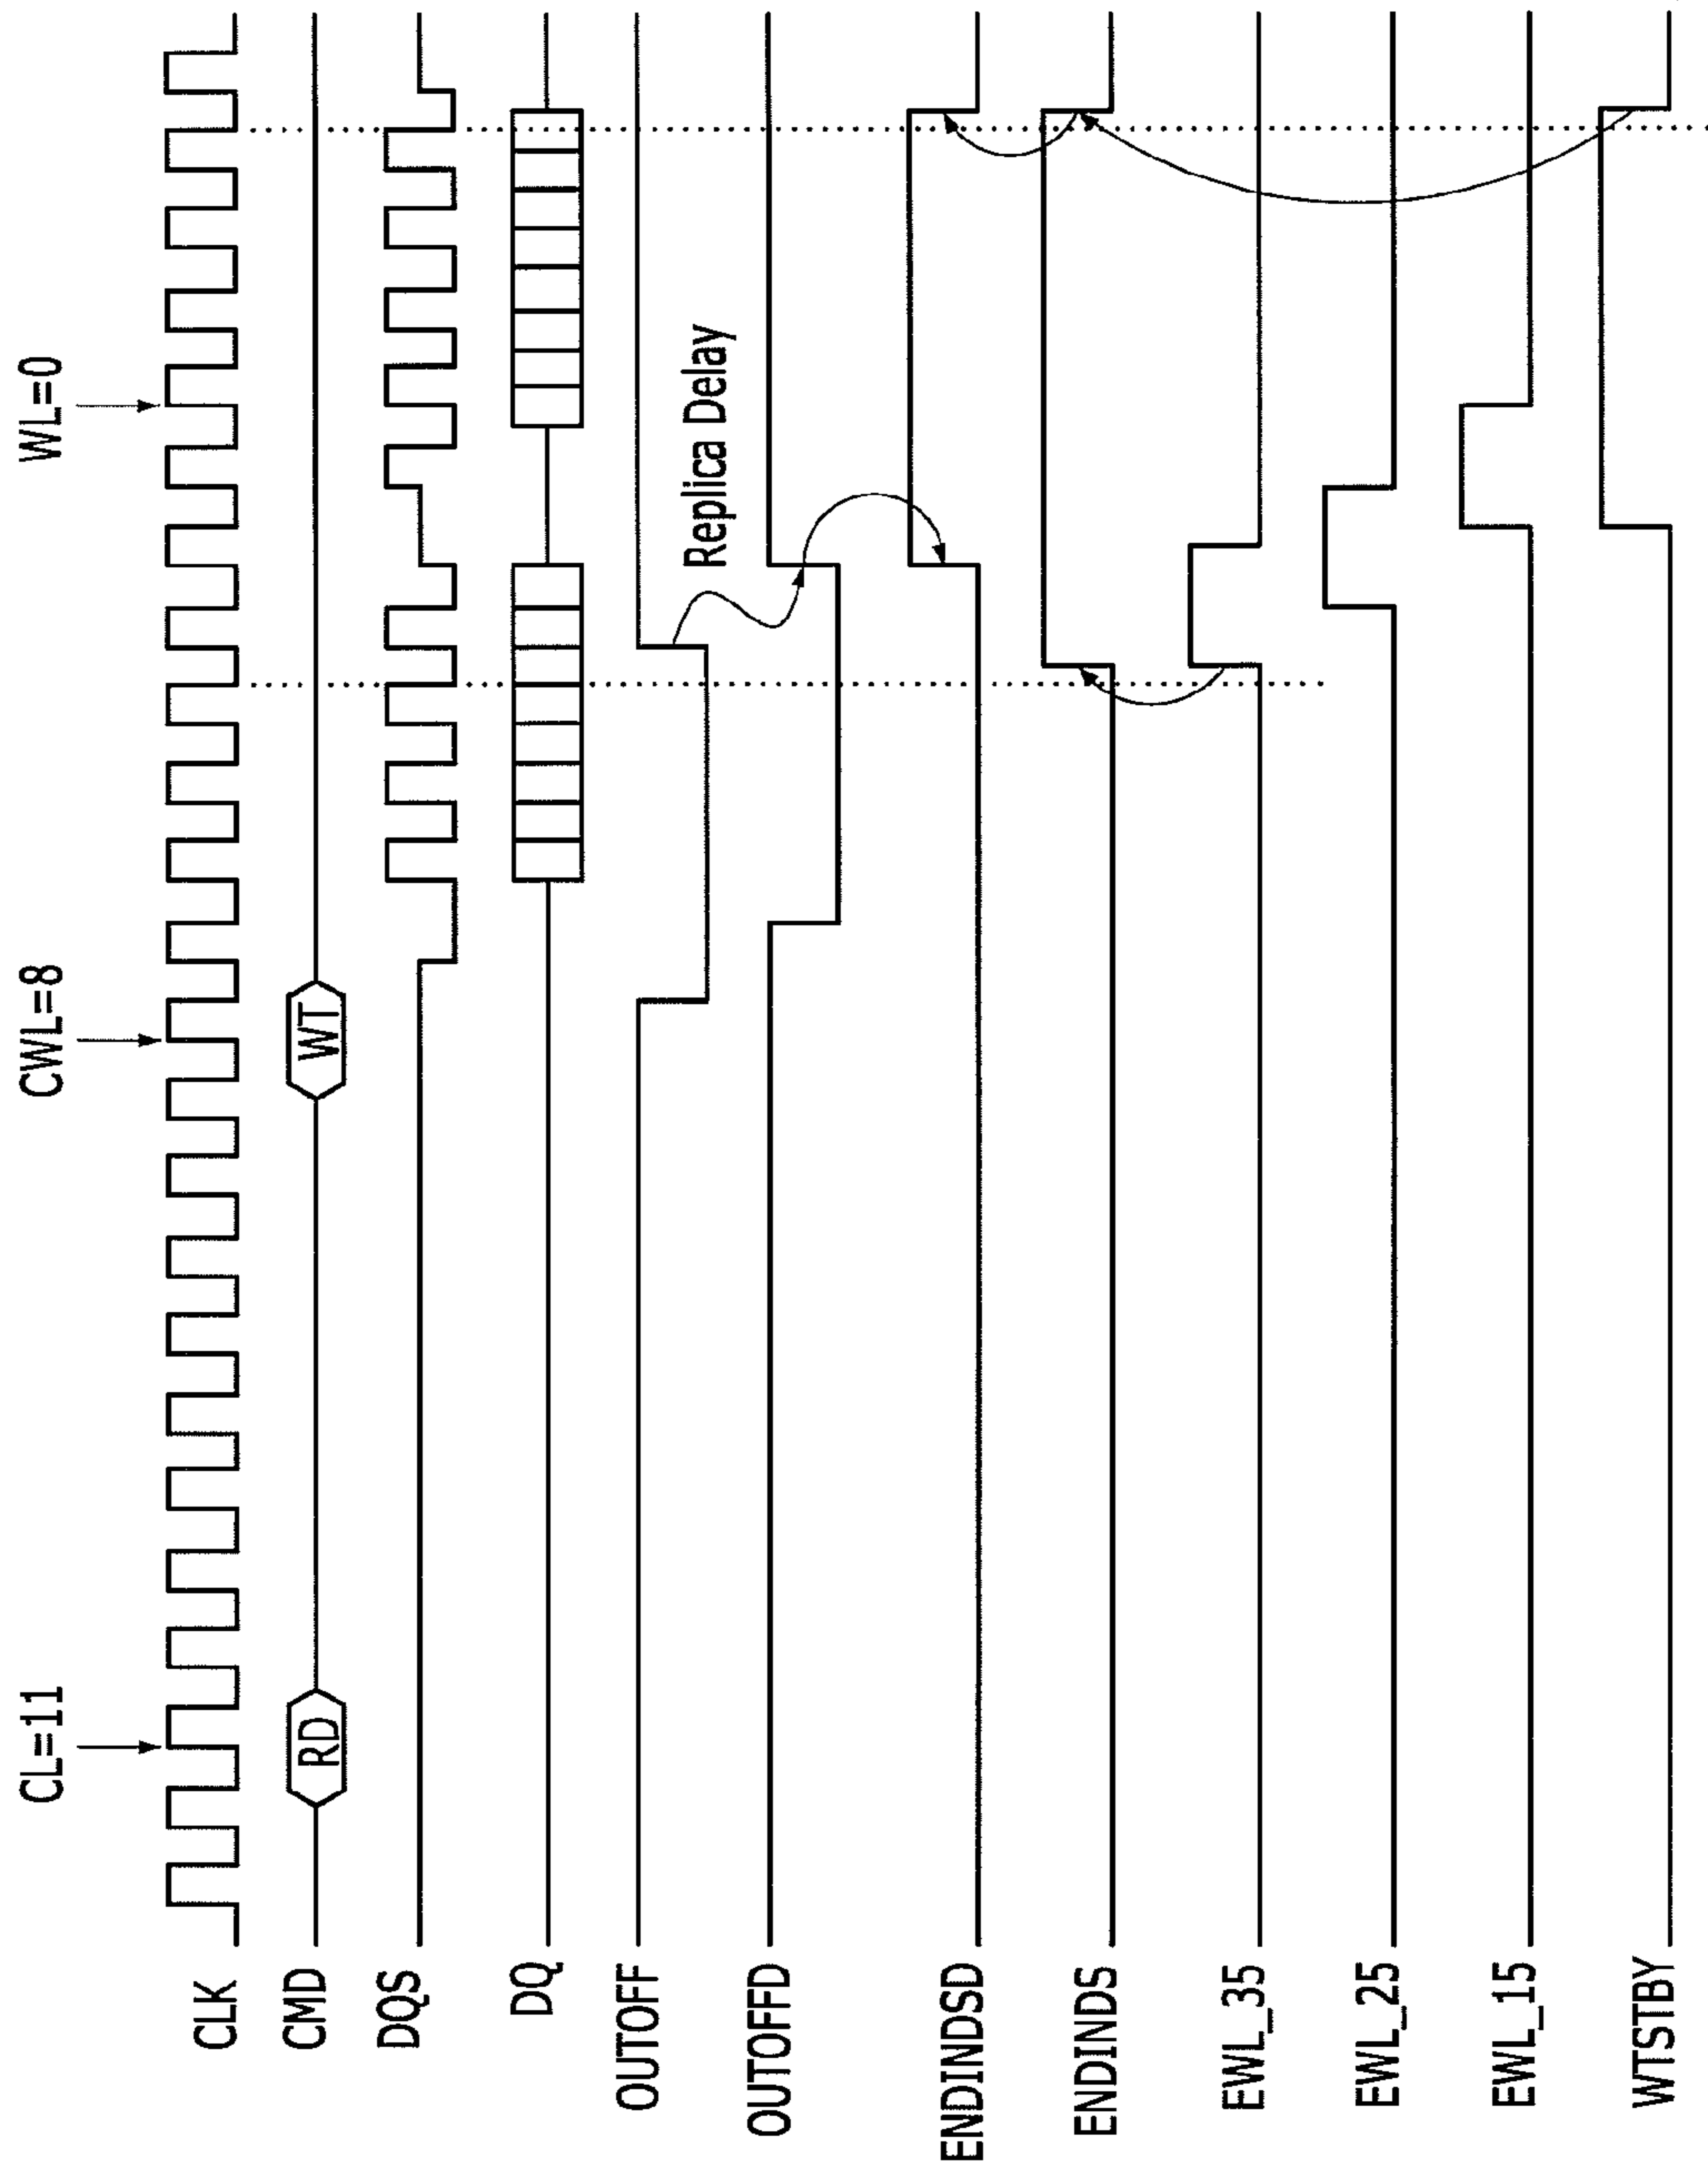 CL=11
CWL=8
WL=0
CLK
CMD
RD
WT
DQS
DQ
OUTOFF
Replica Delay
OUTOFFD
ENDINDSD
ENDINDS
EWL_35
EWL_25
EWL_15
WTSTBY